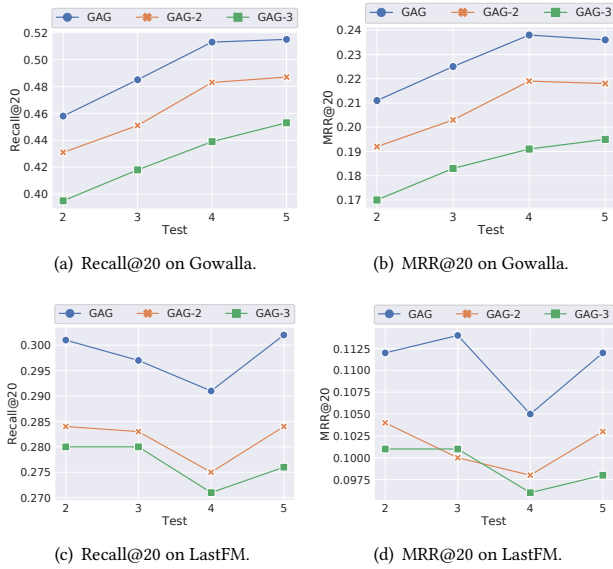 GAG GAG-2 GAG-3
GAG GAG-2 GAG-3
0.52
0.50
0.48
0.46
0.44
0.42
0.40
Recall@20
2 3 4 5
Test
0.24
0.23
0.22
0.21
0.20
0.19
0.18
0.17
MRR@20
2 3 4 5
Test
(a) Recall@20 on Gowalla.
(b) MRR@20 on Gowalla.
GAG GAG-2 GAG-3
GAG GAG-2 GAG-3
0.300
0.295
0.290
0.285
0.280
0.275
0.270
Recall@20
2 3 4 5
Test
0.1125
0.1100
0.1075
0.1050
0.1025
0.1000
0.0975
MRR@20
2 3 4 5
Test
(c) Recall@20 on LastFM.
(d) MRR@20 on LastFM.